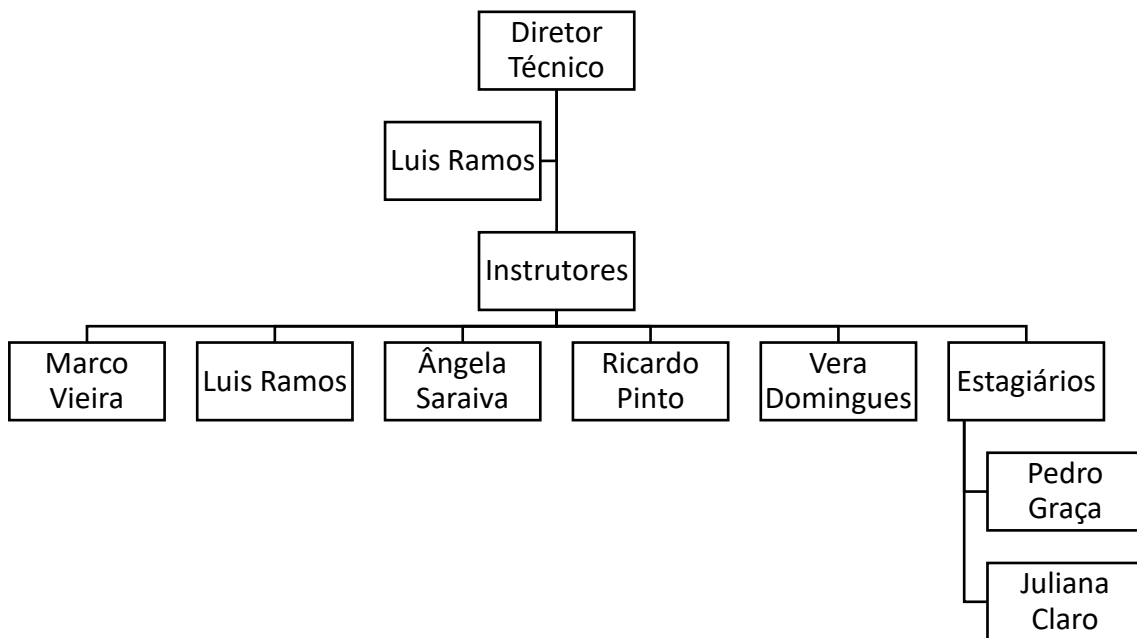 Diretor
Técnico
Luis Ramos
Instrutores
Marco
Vieira
Luis Ramos
Ângela
Saraiva
Ricardo
Pinto
Vera
Domingues
Estagiários
Pedro
Graça
Juliana
Claro